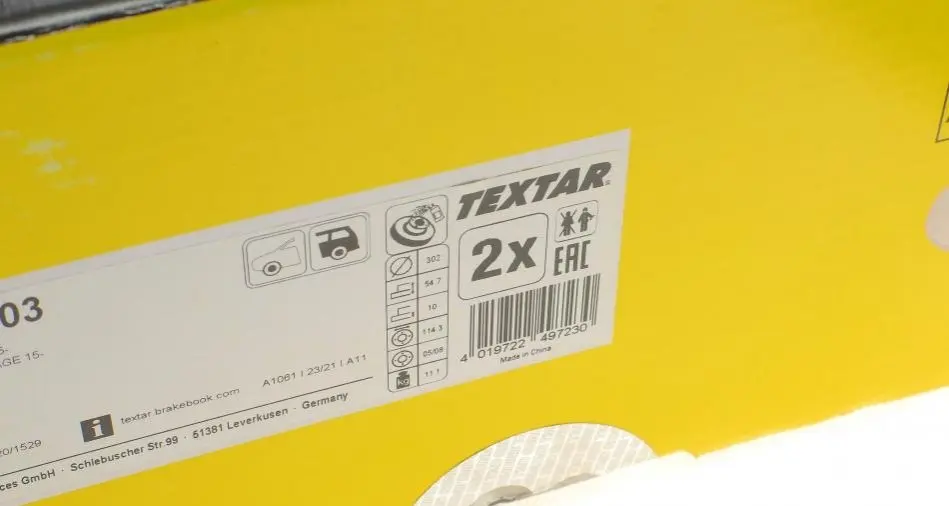 TEXTAR
2x
EAC
302
54.7
10
114.3
05/08
11.1
Kg
4 019722 497230
Made in China
03
5-
AGE 15-
A1061 | 23/21 | A11
i textar.brakebook.com
20/1529
ces GmbH · Schlebuscher Str.99 · 51381 Leverkusen · Germany